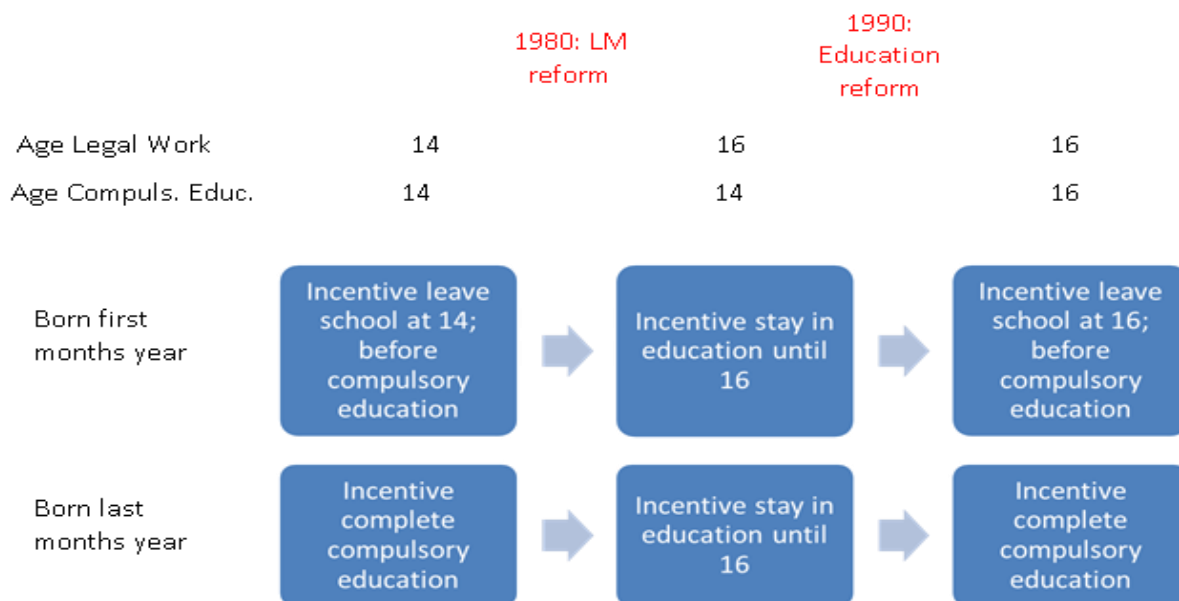 1980: LM
reform
1990:
Education
reform
Age Legal Work 14 16 16
Age Compuls. Educ. 14 14 16
Born first
months year
Incentive leave
school at 14;
before
compulsory
education
Incentive stay in
education until
16
Incentive leave
school at 16;
before
compulsory
education
Born last
months year
Incentive
complete
compulsory
education
Incentive stay in
education until
16
Incentive
complete
compulsory
education